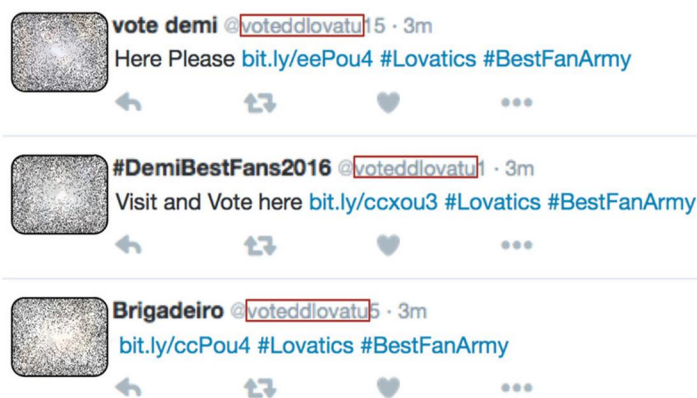 vote demi @voteddlovatu15 · 3m
Here Please bit.ly/eePou4 #Lovatics #BestFanArmy
#DemiBestFans2016 @voteddlovatu1 · 3m
Visit and Vote here bit.ly/ccxou3 #Lovatics #BestFanArmy
Brigadeiro @voteddlovatu5 · 3m
bit.ly/ccPou4 #Lovatics #BestFanArmy